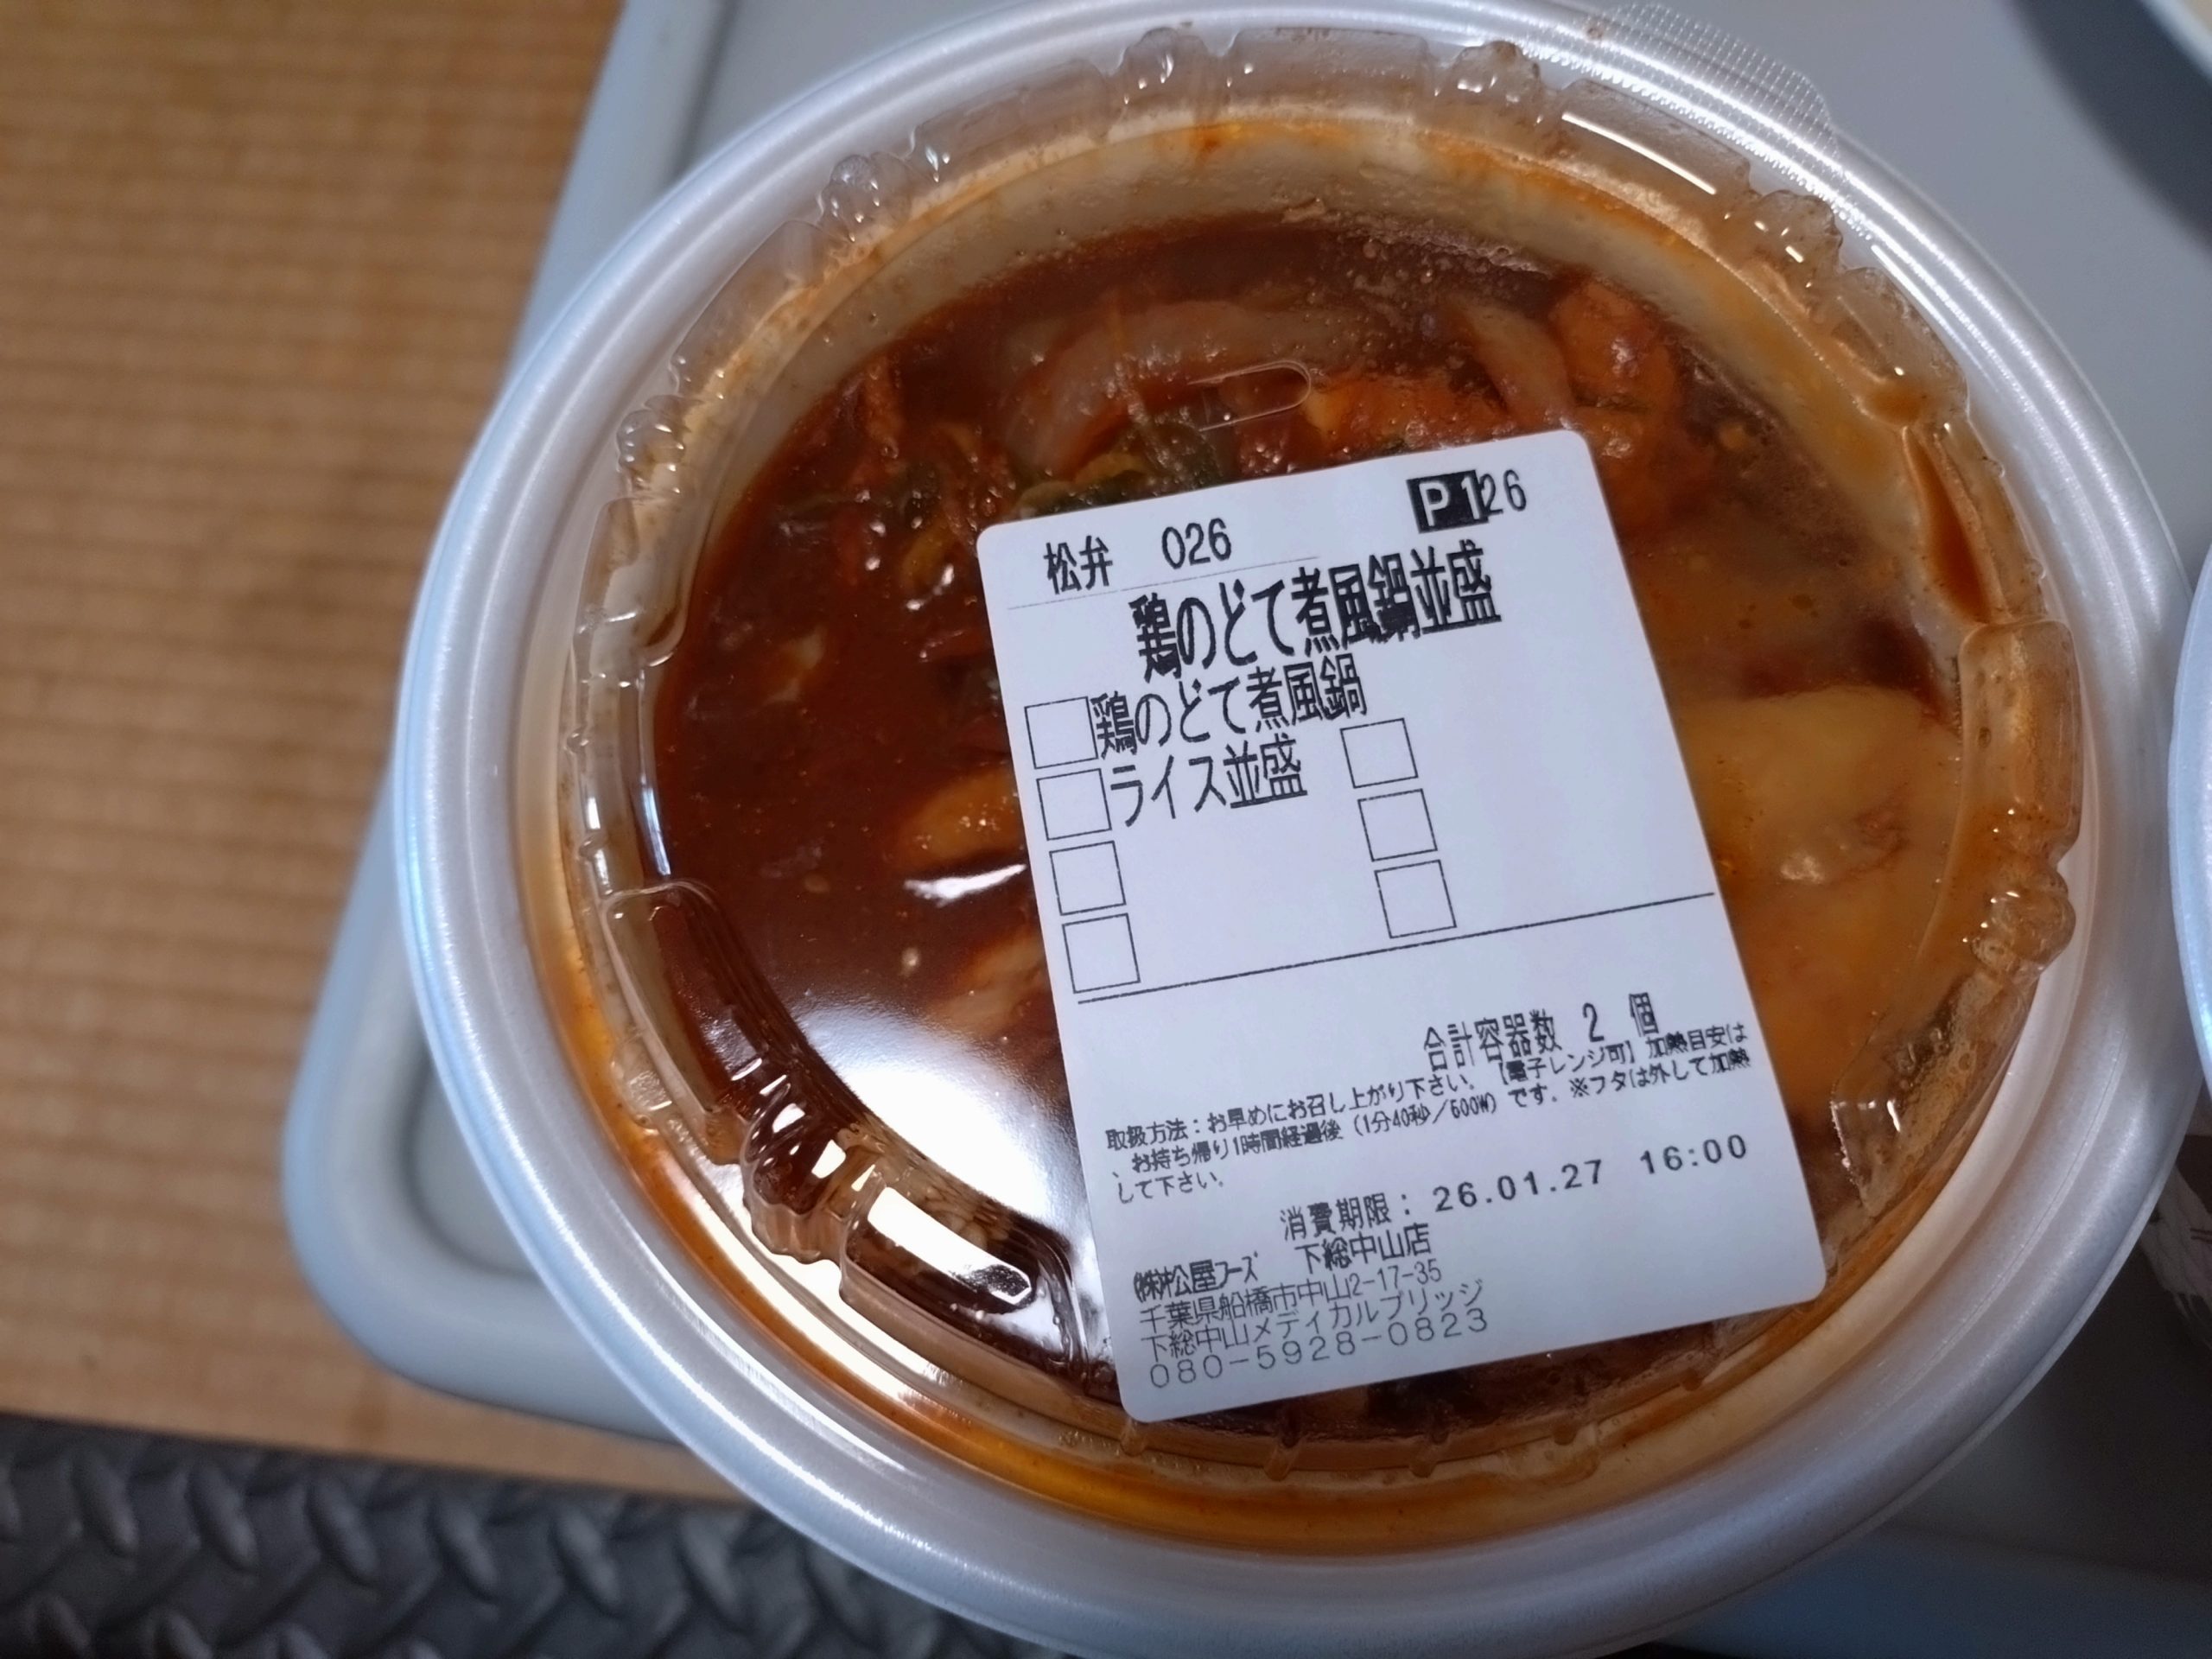 松弁 026 P126
鶏のどて煮風鍋並盛
鶏のどて煮風鍋
ライス並盛
合計容器数 2 個
取扱方法：お早めにお召し上がり下さい。【電子レンジ可】加熱目安は
、お持ち帰り1時間経過後（1分40秒／600W）です。※フタは外して加熱
して下さい。
消費期限：26.01.27 16:00
㈱松屋フーズ 下総中山店
千葉県船橋市中山2-17-35
下総中山メディカルブリッジ
080-5928-0823